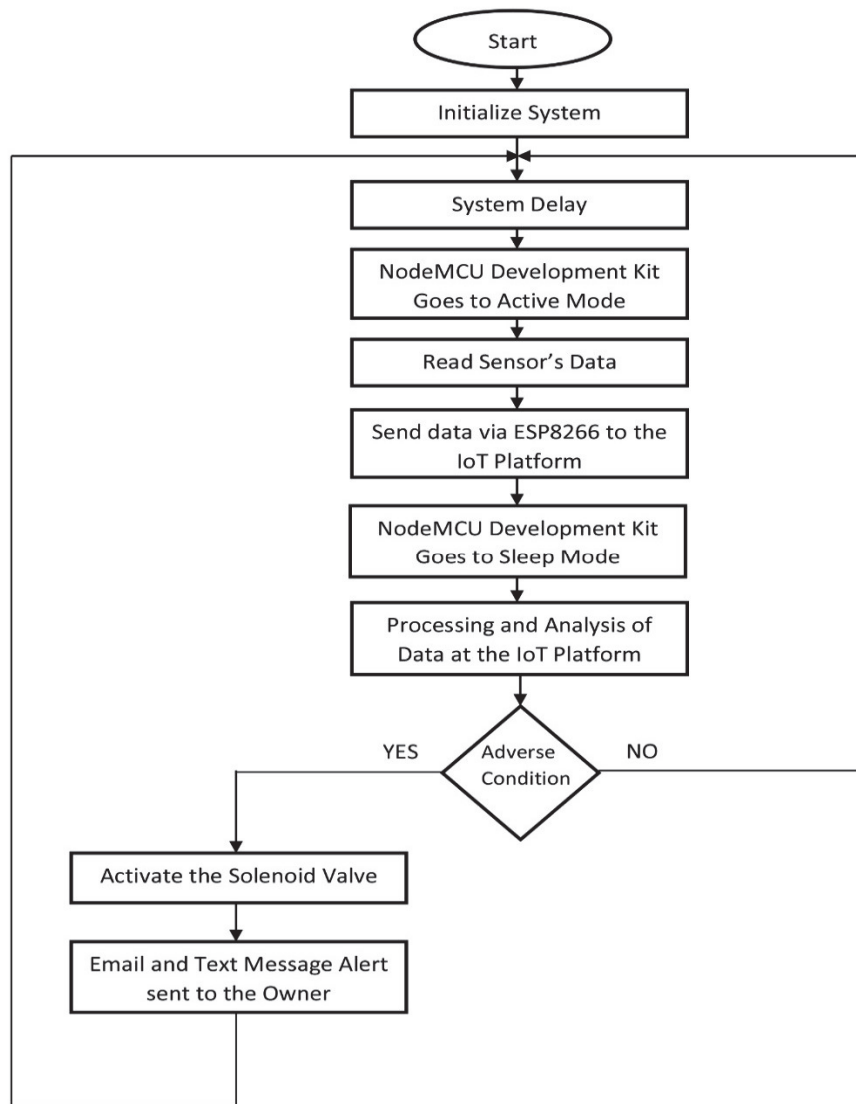 Start
Initialize System
System Delay
NodeMCU Development Kit
Goes to Active Mode
Read Sensor’s Data
Send data via ESP8266 to the
IoT Platform
NodeMCU Development Kit
Goes to Sleep Mode
Processing and Analysis of
Data at the IoT Platform
YES
Adverse
Condition
NO
Activate the Solenoid Valve
Email and Text Message Alert
sent to the Owner